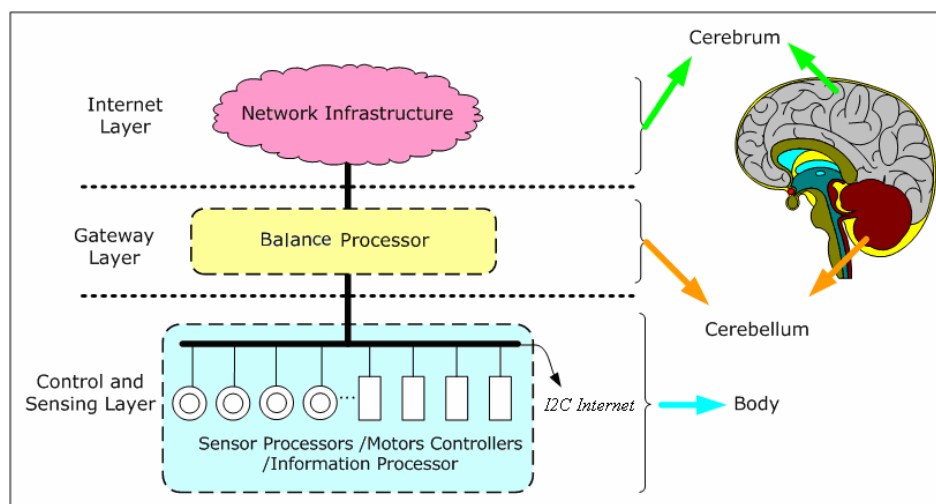 Cerebrum
Internet
Layer
Network Infrastructure
Gateway
Layer
Balance Processor
Cerebellum
Control and
Sensing Layer
...
I2C Internet
Body
Sensor Processors /Motors Controllers
/Information Processor